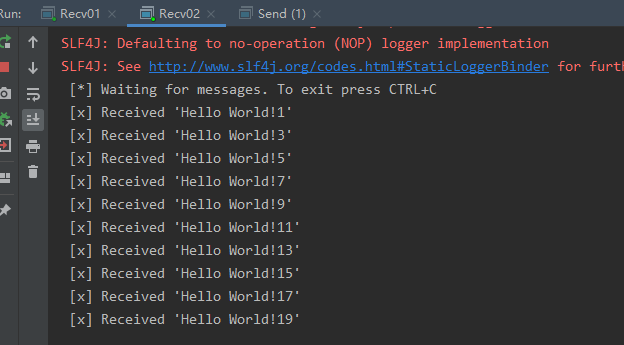 Run: Recv01 × Recv02 × Send (1) ×
SLF4J: Defaulting to no-operation (NOP) logger implementation
SLF4J: See http://www.slf4j.org/codes.html#StaticLoggerBinder for furth
[*] Waiting for messages. To exit press CTRL+C
[x] Received 'Hello World!1'
[x] Received 'Hello World!3'
[x] Received 'Hello World!5'
[x] Received 'Hello World!7'
[x] Received 'Hello World!9'
[x] Received 'Hello World!11'
[x] Received 'Hello World!13'
[x] Received 'Hello World!15'
[x] Received 'Hello World!17'
[x] Received 'Hello World!19'